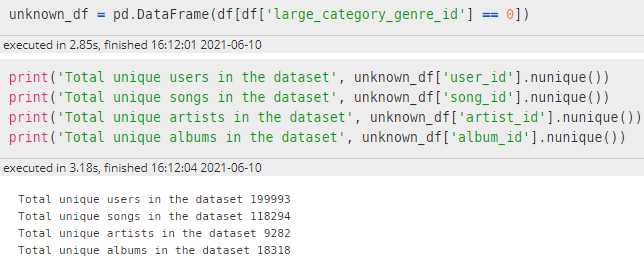 unknown_df = pd.DataFrame(df[df['large_category_genre_id'] == 0])
executed in 2.85s, finished 16:12:01 2021-06-10
print('Total unique users in the dataset', unknown_df['user_id'].nunique())
print('Total unique songs in the dataset', unknown_df['song_id'].nunique())
print('Total unique artists in the dataset', unknown_df['artist_id'].nunique())
print('Total unique albums in the dataset', unknown_df['album_id'].nunique())
executed in 3.18s, finished 16:12:04 2021-06-10
Total unique users in the dataset 199993
Total unique songs in the dataset 118294
Total unique artists in the dataset 9282
Total unique albums in the dataset 18318